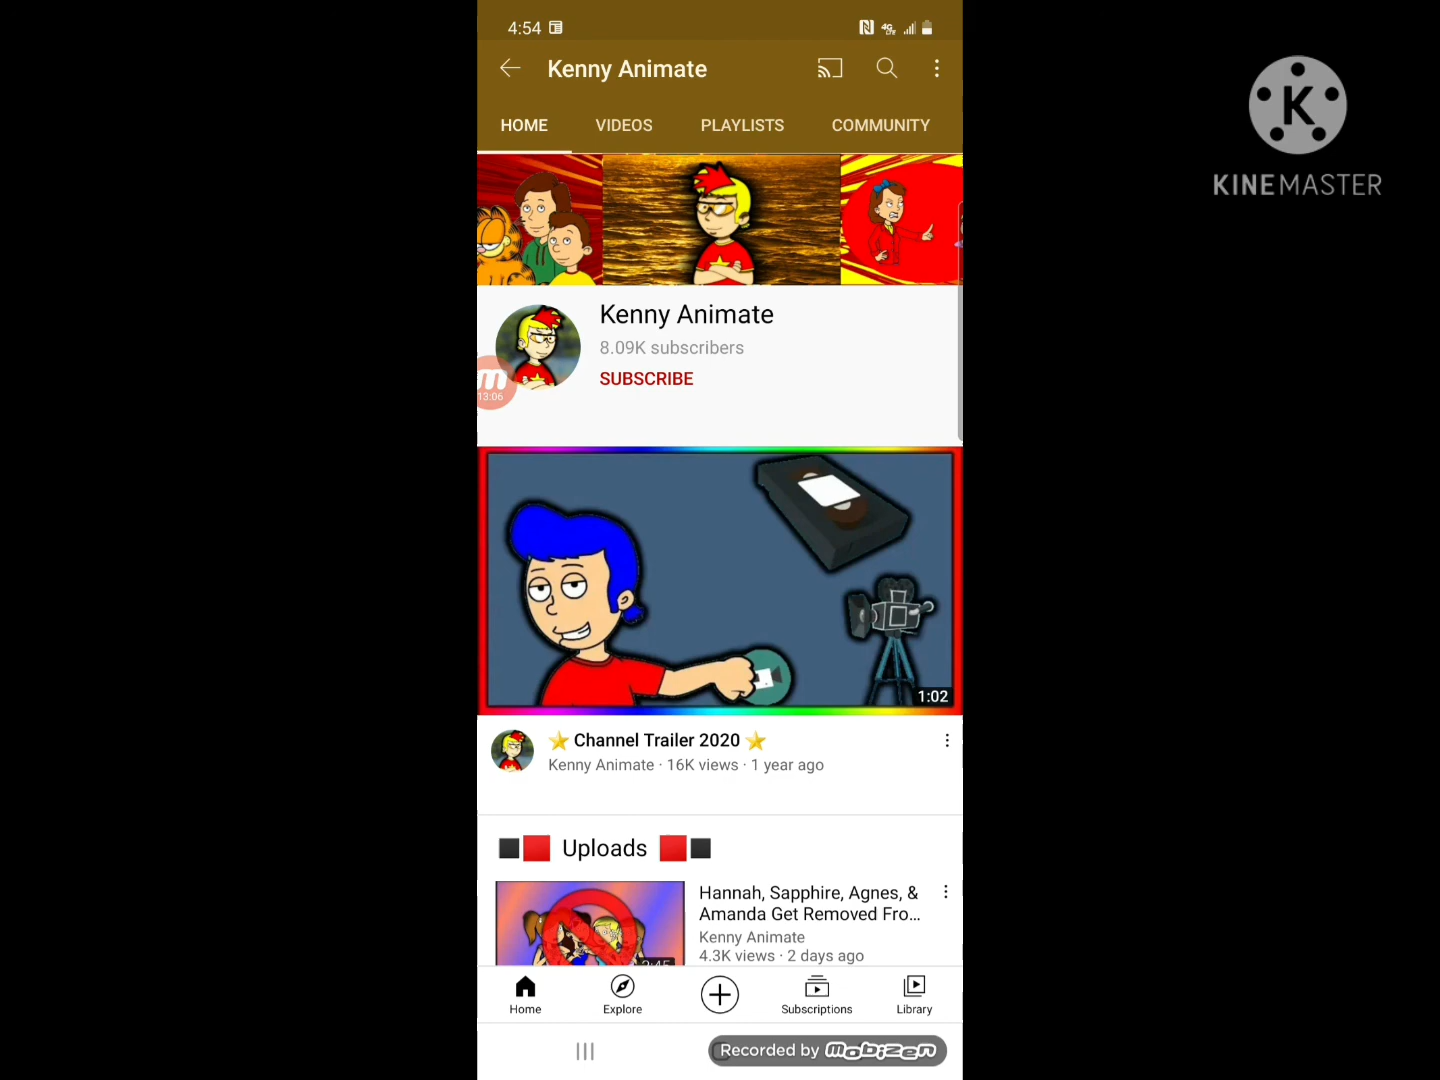 4:54
4G LTE
Kenny Animate
HOME VIDEOS PLAYLISTS COMMUNITY
K
KINEMASTER
Kenny Animate
8.09K subscribers
SUBSCRIBE
13:06
1:02
⭐ Channel Trailer 2020 ⭐
Kenny Animate · 16K views · 1 year ago
⬛🟥 Uploads 🟥⬛
Hannah, Sapphire, Agnes, &
Amanda Get Removed Fro...
Kenny Animate
4.3K views · 2 days ago
Home Explore Subscriptions Library
Recorded by mobizen